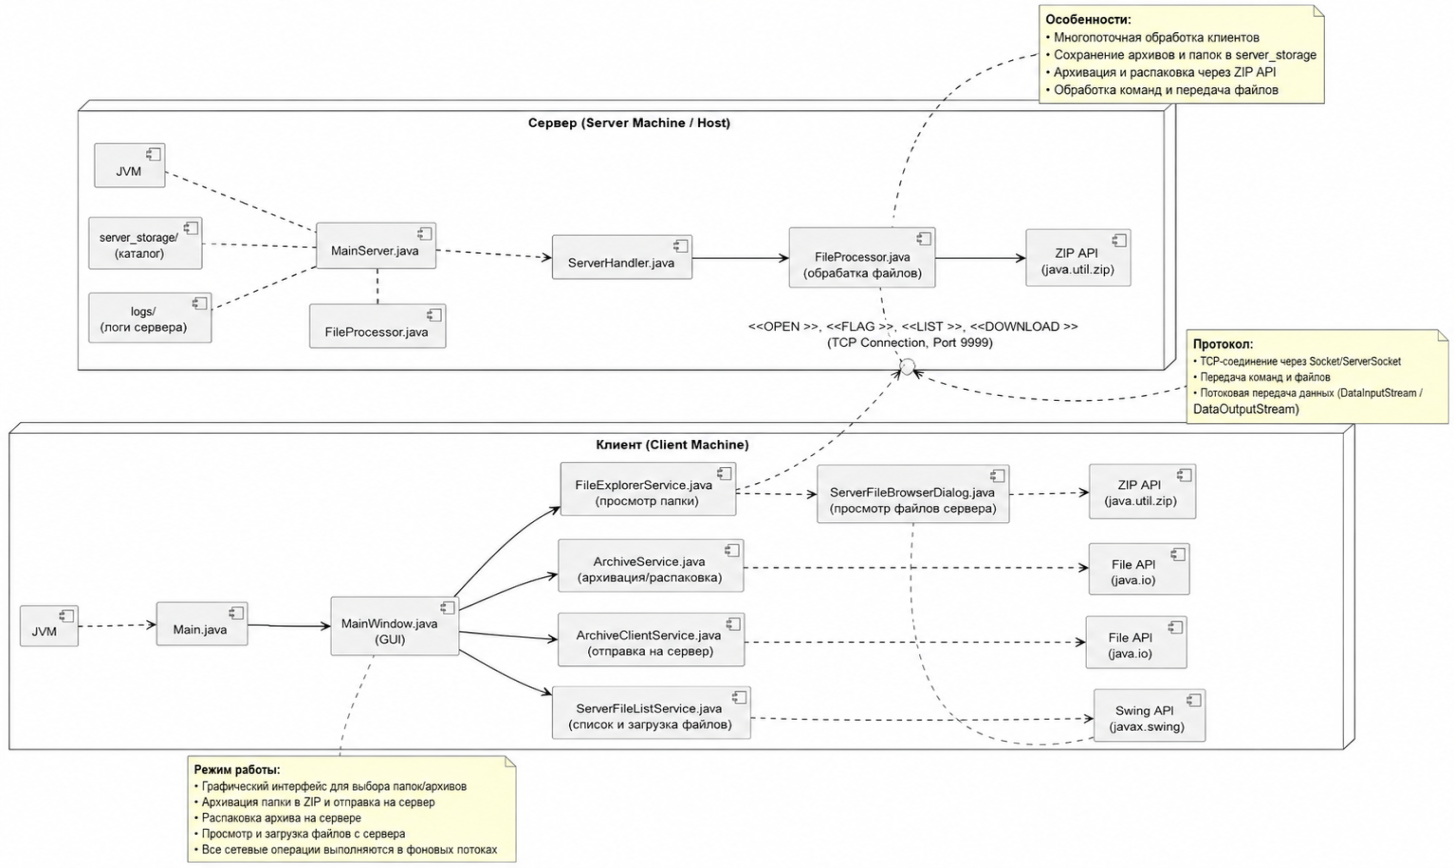 Особенности:
• Многопоточная обработка клиентов
• Сохранение архивов и папок в server_storage
• Архивация и распаковка через ZIP API
• Обработка команд и передача файлов
Сервер (Server Machine / Host)
JVM
server_storage/
(каталог)
logs/
(логи сервера)
MainServer.java
FileProcessor.java
ServerHandler.java
FileProcessor.java
(обрабатка файлов)
ZIP API
(java.util.zip)
<<OPEN >>, <<FLAG >>, <<LIST >>, <<DOWNLOAD >>
(TCP Connection, Port 9999)
Протокол:
• TCP-соединение через Socket/ServerSocket
• Передача команд и файлов
• Потоковая передача данных (DataInputStream /
DataOutputStream)
Клиент (Client Machine)
JVM
Main.java
MainWindow.java
(GUI)
FileExplorerService.java
(просмотр папки)
ServerFileBrowserDialog.java
(просмотр файлов сервера)
ZIP API
(java.util.zip)
ArchiveService.java
(архивация/распаковка)
File API
(java.io)
ArchiveClientService.java
(отправка на сервер)
File API
(java.io)
ServerFileListService.java
(список и загрузка файлов)
Swing API
(javax.swing)
Режим работы:
• Графический интерфейс для выбора папок/архивов
• Архивация папки в ZIP и отправка на сервер
• Распаковка архива на сервере
• Просмотр и загрузка файлов с сервера
• Все сетевые операции выполняются в фоновых потоках